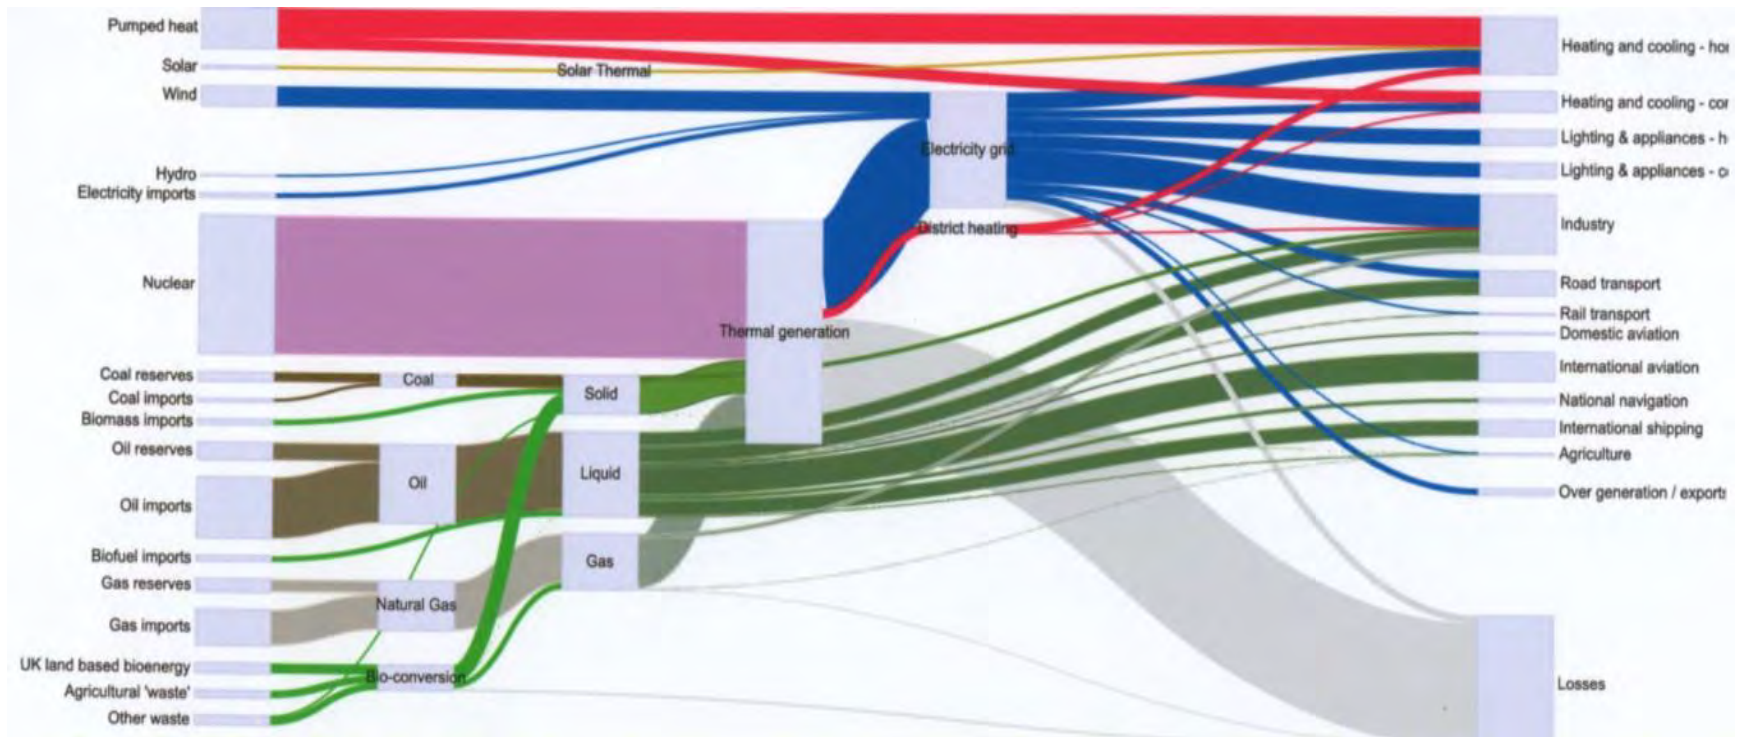 Pumped heat
Solar
Wind
Hydro
Electricity imports
Nuclear
Coal reserves
Coal imports
Biomass imports
Oil reserves
Oil imports
Biofuel imports
Gas reserves
Gas imports
UK land based bioenergy
Agricultural 'waste'
Other waste
Coal
Oil
Natural Gas
Bio-conversion
Solar Thermal
Solid
Liquid
Gas
Thermal generation
Electricity grid
District heating
Heating and cooling - hor
Heating and cooling - cor
Lighting & appliances - h
Lighting & appliances - c
Industry
Road transport
Rail transport
Domestic aviation
International aviation
National navigation
International shipping
Agriculture
Over generation / exports
Losses